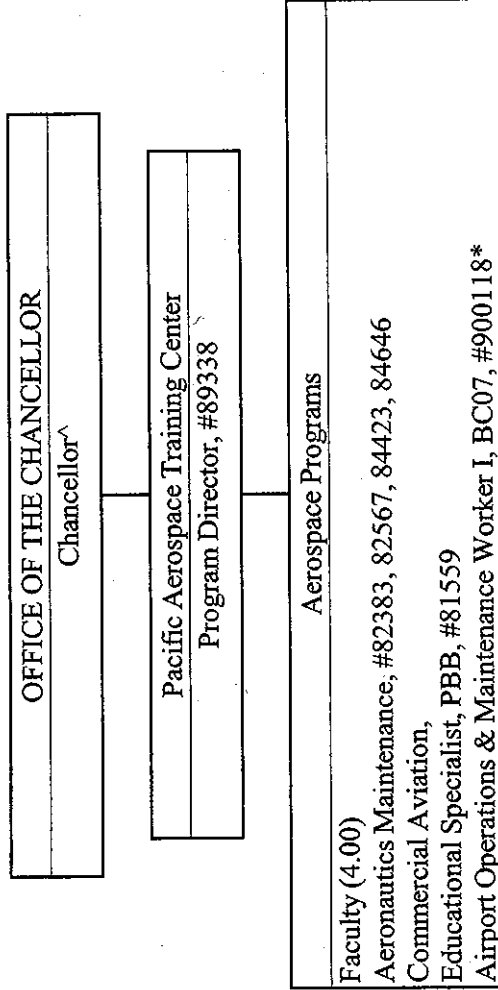 OFFICE OF THE CHANCELLOR
Chancellor^
Pacific Aerospace Training Center
Program Director, #89338
Aerospace Programs
Faculty (4.00)
Aeronautics Maintenance, #82383, 82567, 84423, 84646
Commercial Aviation,
Educational Specialist, PBB, #81559
Airport Operations & Maintenance Worker I, BC07, #900118*